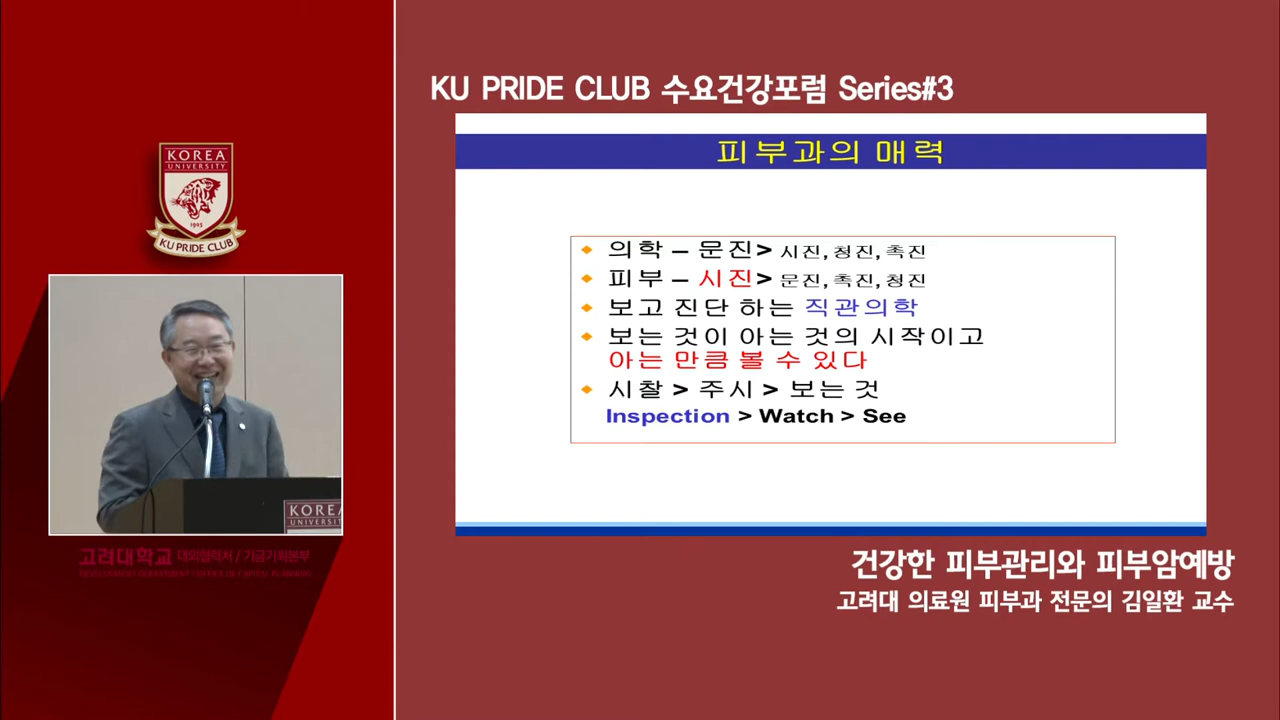 KU PRIDE CLUB 수요건강포럼 Series#3
KOREA
UNIVERSITY
1905
KU PRIDE CLUB
피부과의 매력
의학 – 문진> 시진, 청진, 촉진
피부 – 시진> 문진, 촉진, 청진
보고 진단 하는 직관의학
보는 것이 아는 것의 시작이고
아는 만큼 볼 수 있다
시찰 > 주시 > 보는 것
Inspection > Watch > See
KOREA
UNIVERSITY
고려대학교 대외협력처 / 기금기획본부
건강한 피부관리와 피부암예방
고려대 의료원 피부과 전문의 김일환 교수